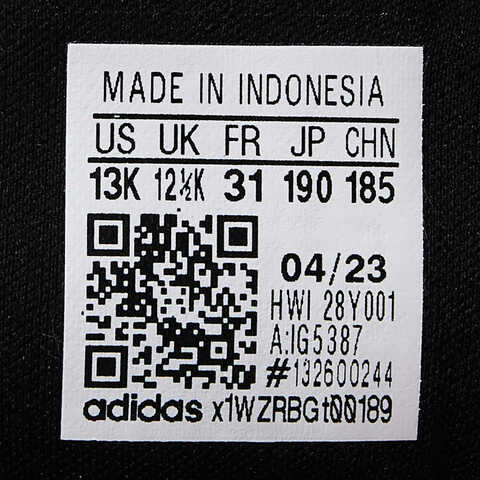 MADE IN INDONESIA
US UK FR JP CHN
13K 12½K 31 190 185
04/23
HWI 28Y001
A:IG5387
#132600244
adidas x1WZRBGt00189